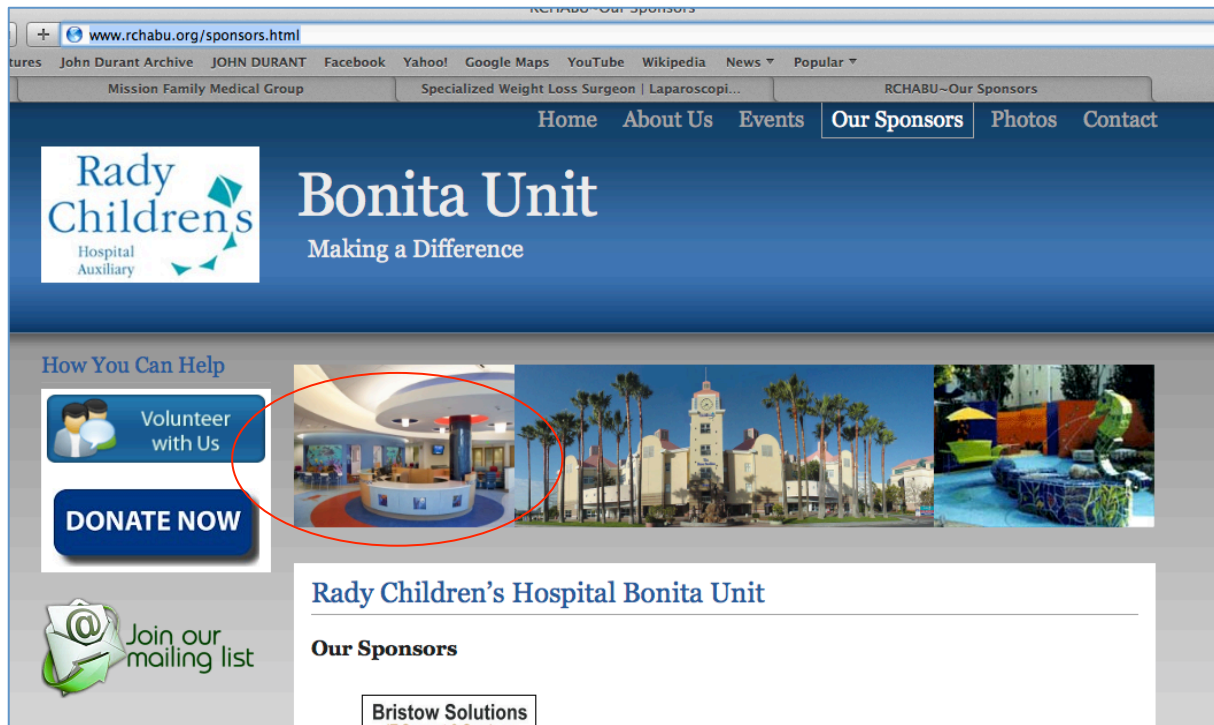 RCHABU~Our Sponsors
+ www.rchabu.org/sponsors.html
tures John Durant Archive JOHN DURANT Facebook Yahoo! Google Maps YouTube Wikipedia News ▾ Popular ▾
Mission Family Medical Group Specialized Weight Loss Surgeon | Laparoscopi... RCHABU~Our Sponsors
Home About Us Events Our Sponsors Photos Contact
Rady
Children's
Hospital
Auxiliary
Bonita Unit
Making a Difference
How You Can Help
Volunteer
with Us
DONATE NOW
Join our
mailing list
Rady Children’s Hospital Bonita Unit
Our Sponsors
Bristow Solutions